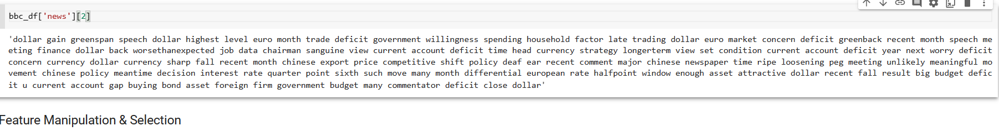 bbc_df['news'][2]
'dollar gain greenspan speech dollar highest level euro month trade deficit government willingness spending household factor late trading dollar euro market concern deficit greenback recent month speech me
eting finance dollar back worsethanexpected job data chairman sanguine view current account deficit time head currency strategy longerterm view set condition current account deficit year next worry deficit
concern currency dollar currency sharp fall recent month chinese export price competitive shift policy deaf ear recent comment major chinese newspaper time ripe loosening peg meeting unlikely meaningful mo
vement chinese policy meantime decision interest rate quarter point sixth such move many month differential european rate halfpoint window enough asset attractive dollar recent fall result big budget defic
it u current account gap buying bond asset foreign firm government budget many commentator deficit close dollar'
Feature Manipulation & Selection